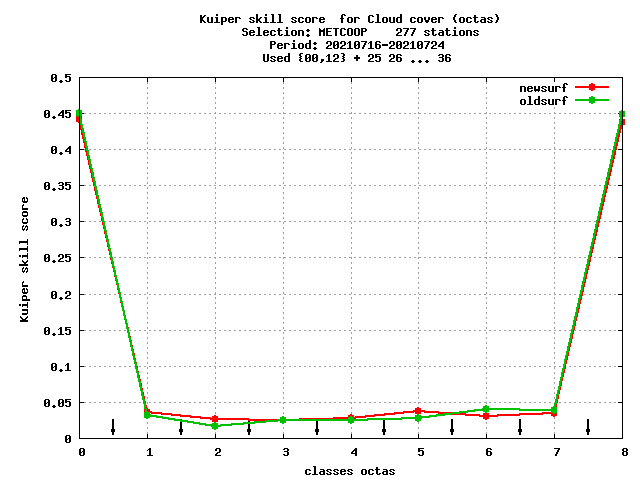 Kuiper skill score  for Cloud cover (octas)
Selection: METCOOP    277 stations
Period: 20210716-20210724
Used {00,12} + 25 26 ... 36
newsurf
oldsurf
0.5
0.45
0.4
0.35
0.3
0.25
0.2
0.15
0.1
0.05
0
Kuiper skill score
0 1 2 3 4 5 6 7 8
classes octas